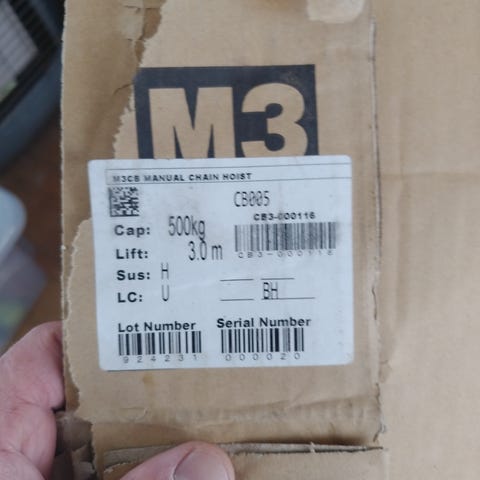 M3
M3CB MANUAL CHAIN HOIST
CB005
Cap: 500kg
CB3-000116
Lift: 3.0 m
CB3-000116
Sus: H
LC: U BH
Lot Number Serial Number
924231 000020